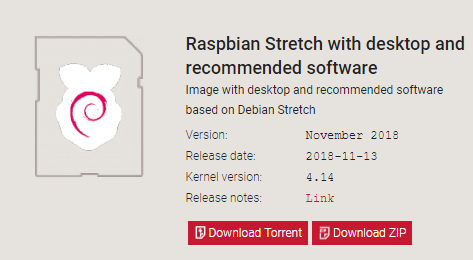 Raspbian Stretch with desktop and
recommended software
Image with desktop and recommended software
based on Debian Stretch
Version: November 2018
Release date: 2018-11-13
Kernel version: 4.14
Release notes: Link
Download Torrent Download ZIP